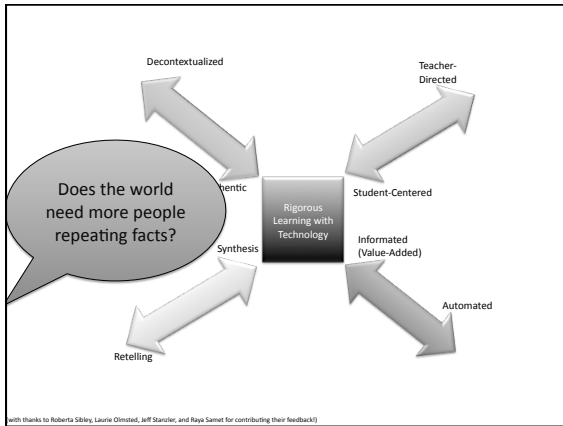 Decontextualized
Teacher-
Directed
Does the world
need more people
repeating facts?
hentic
Rigorous
Learning with
Technology
Student-Centered
Synthesis
Informated
(Value-Added)
Automated
Retelling
(with thanks to Roberta Sibley, Laurie Olmsted, Jeff Stanzler, and Raya Samet for contributing their feedback!)